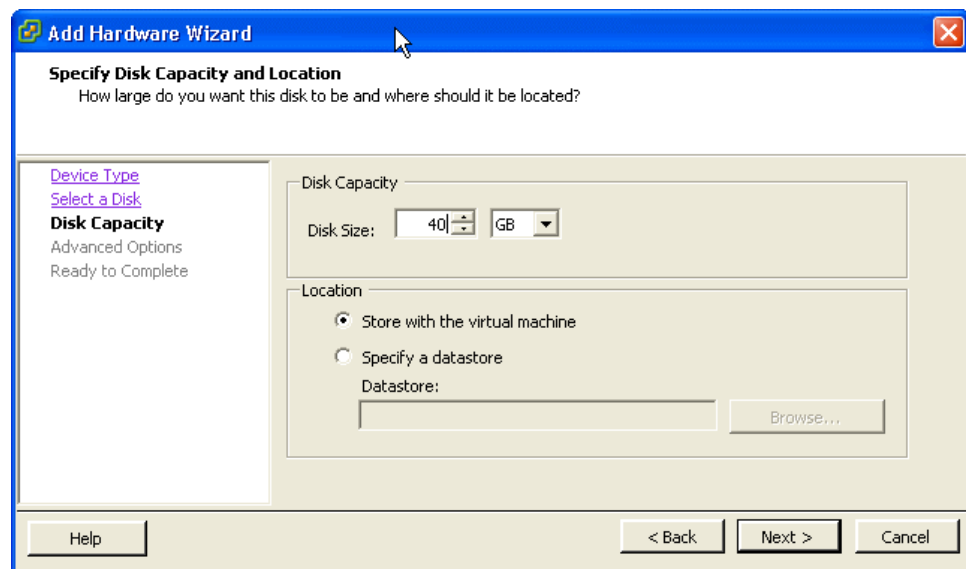 Add Hardware Wizard
Specify Disk Capacity and Location
How large do you want this disk to be and where should it be located?
Device Type
Select a Disk
Disk Capacity
Advanced Options
Ready to Complete
Disk Capacity
Disk Size: 40 GB
Location
Store with the virtual machine
Specify a datastore
Datastore:
Browse...
Help < Back Next > Cancel